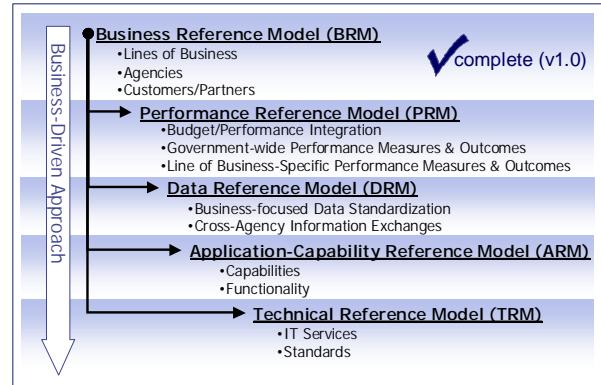 Business-Driven Approach
Business Reference Model (BRM)
•Lines of Business
•Agencies
•Customers/Partners
complete (v1.0)
Performance Reference Model (PRM)
•Budget/Performance Integration
•Government-wide Performance Measures & Outcomes
•Line of Business-Specific Performance Measures & Outcomes
Data Reference Model (DRM)
•Business-focused Data Standardization
•Cross-Agency Information Exchanges
Application-Capability Reference Model (ARM)
•Capabilities
•Functionality
Technical Reference Model (TRM)
•IT Services
•Standards